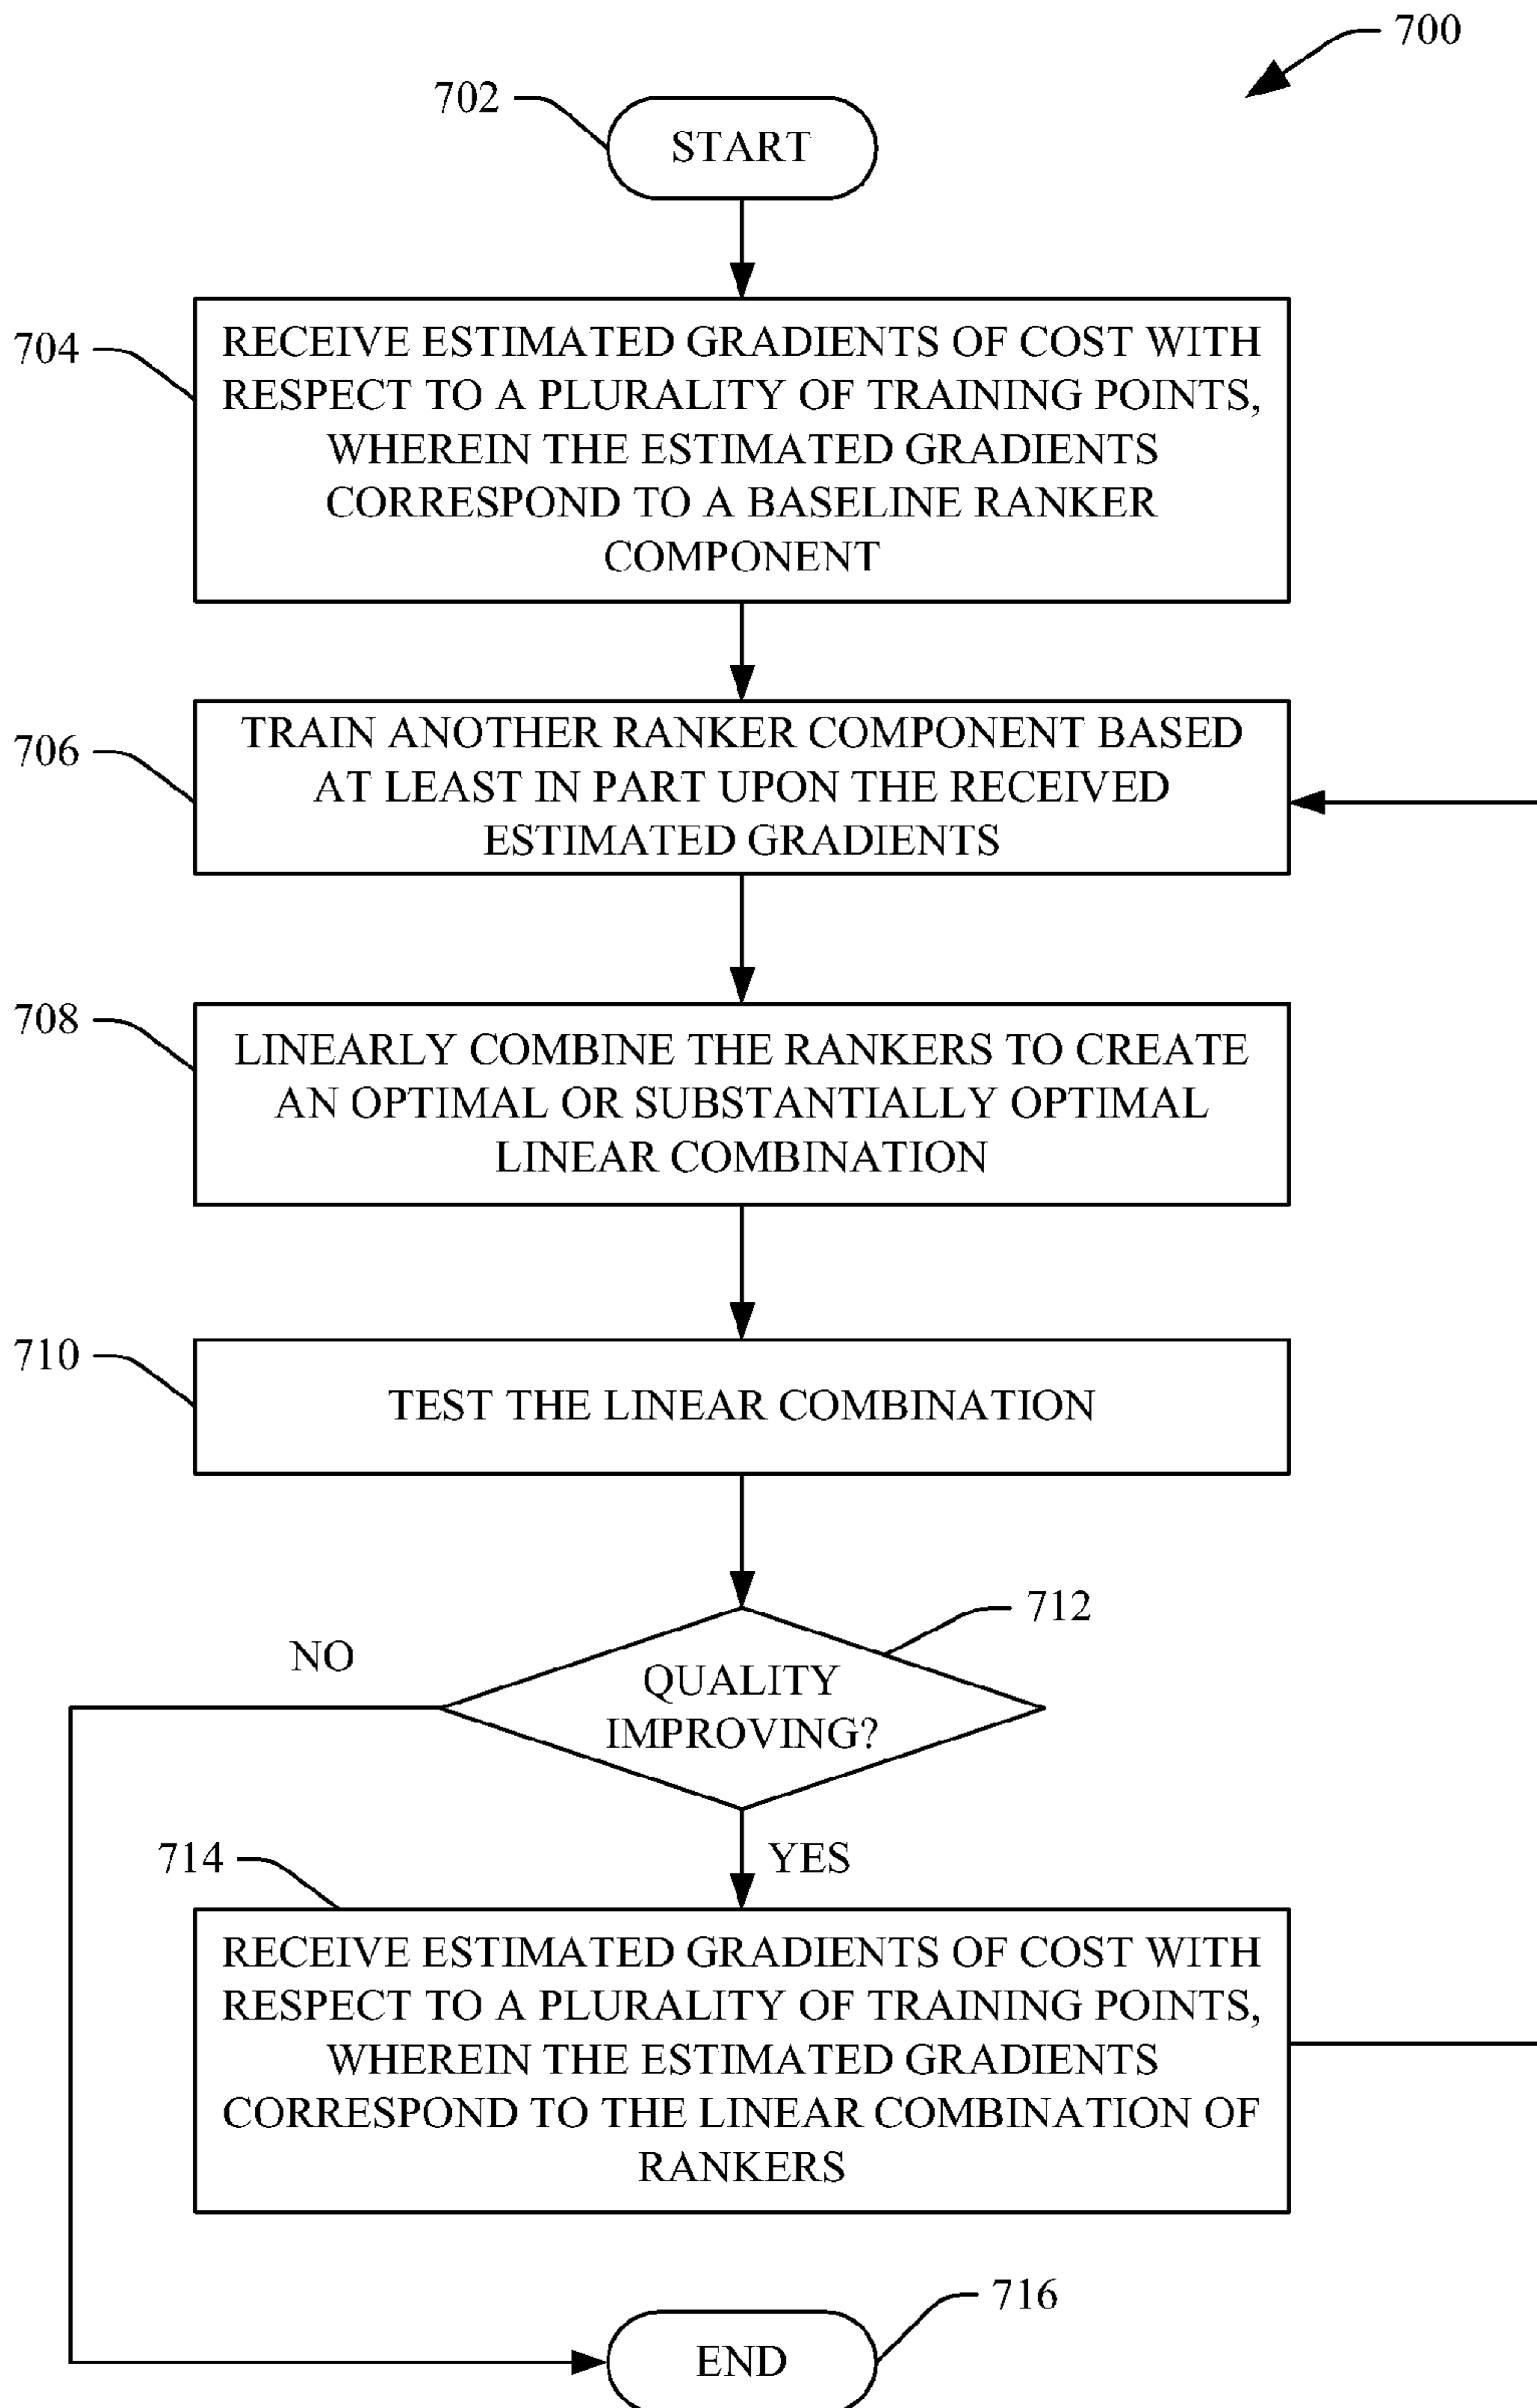 700
702
START
704
RECEIVE ESTIMATED GRADIENTS OF COST WITH
RESPECT TO A PLURALITY OF TRAINING POINTS,
WHEREIN THE ESTIMATED GRADIENTS
CORRESPOND TO A BASELINE RANKER
COMPONENT
706
TRAIN ANOTHER RANKER COMPONENT BASED
AT LEAST IN PART UPON THE RECEIVED
ESTIMATED GRADIENTS
708
LINEARLY COMBINE THE RANKERS TO CREATE
AN OPTIMAL OR SUBSTANTIALLY OPTIMAL
LINEAR COMBINATION
710
TEST THE LINEAR COMBINATION
712
NO
QUALITY
IMPROVING?
YES
714
RECEIVE ESTIMATED GRADIENTS OF COST WITH
RESPECT TO A PLURALITY OF TRAINING POINTS,
WHEREIN THE ESTIMATED GRADIENTS
CORRESPOND TO THE LINEAR COMBINATION OF
RANKERS
716
END